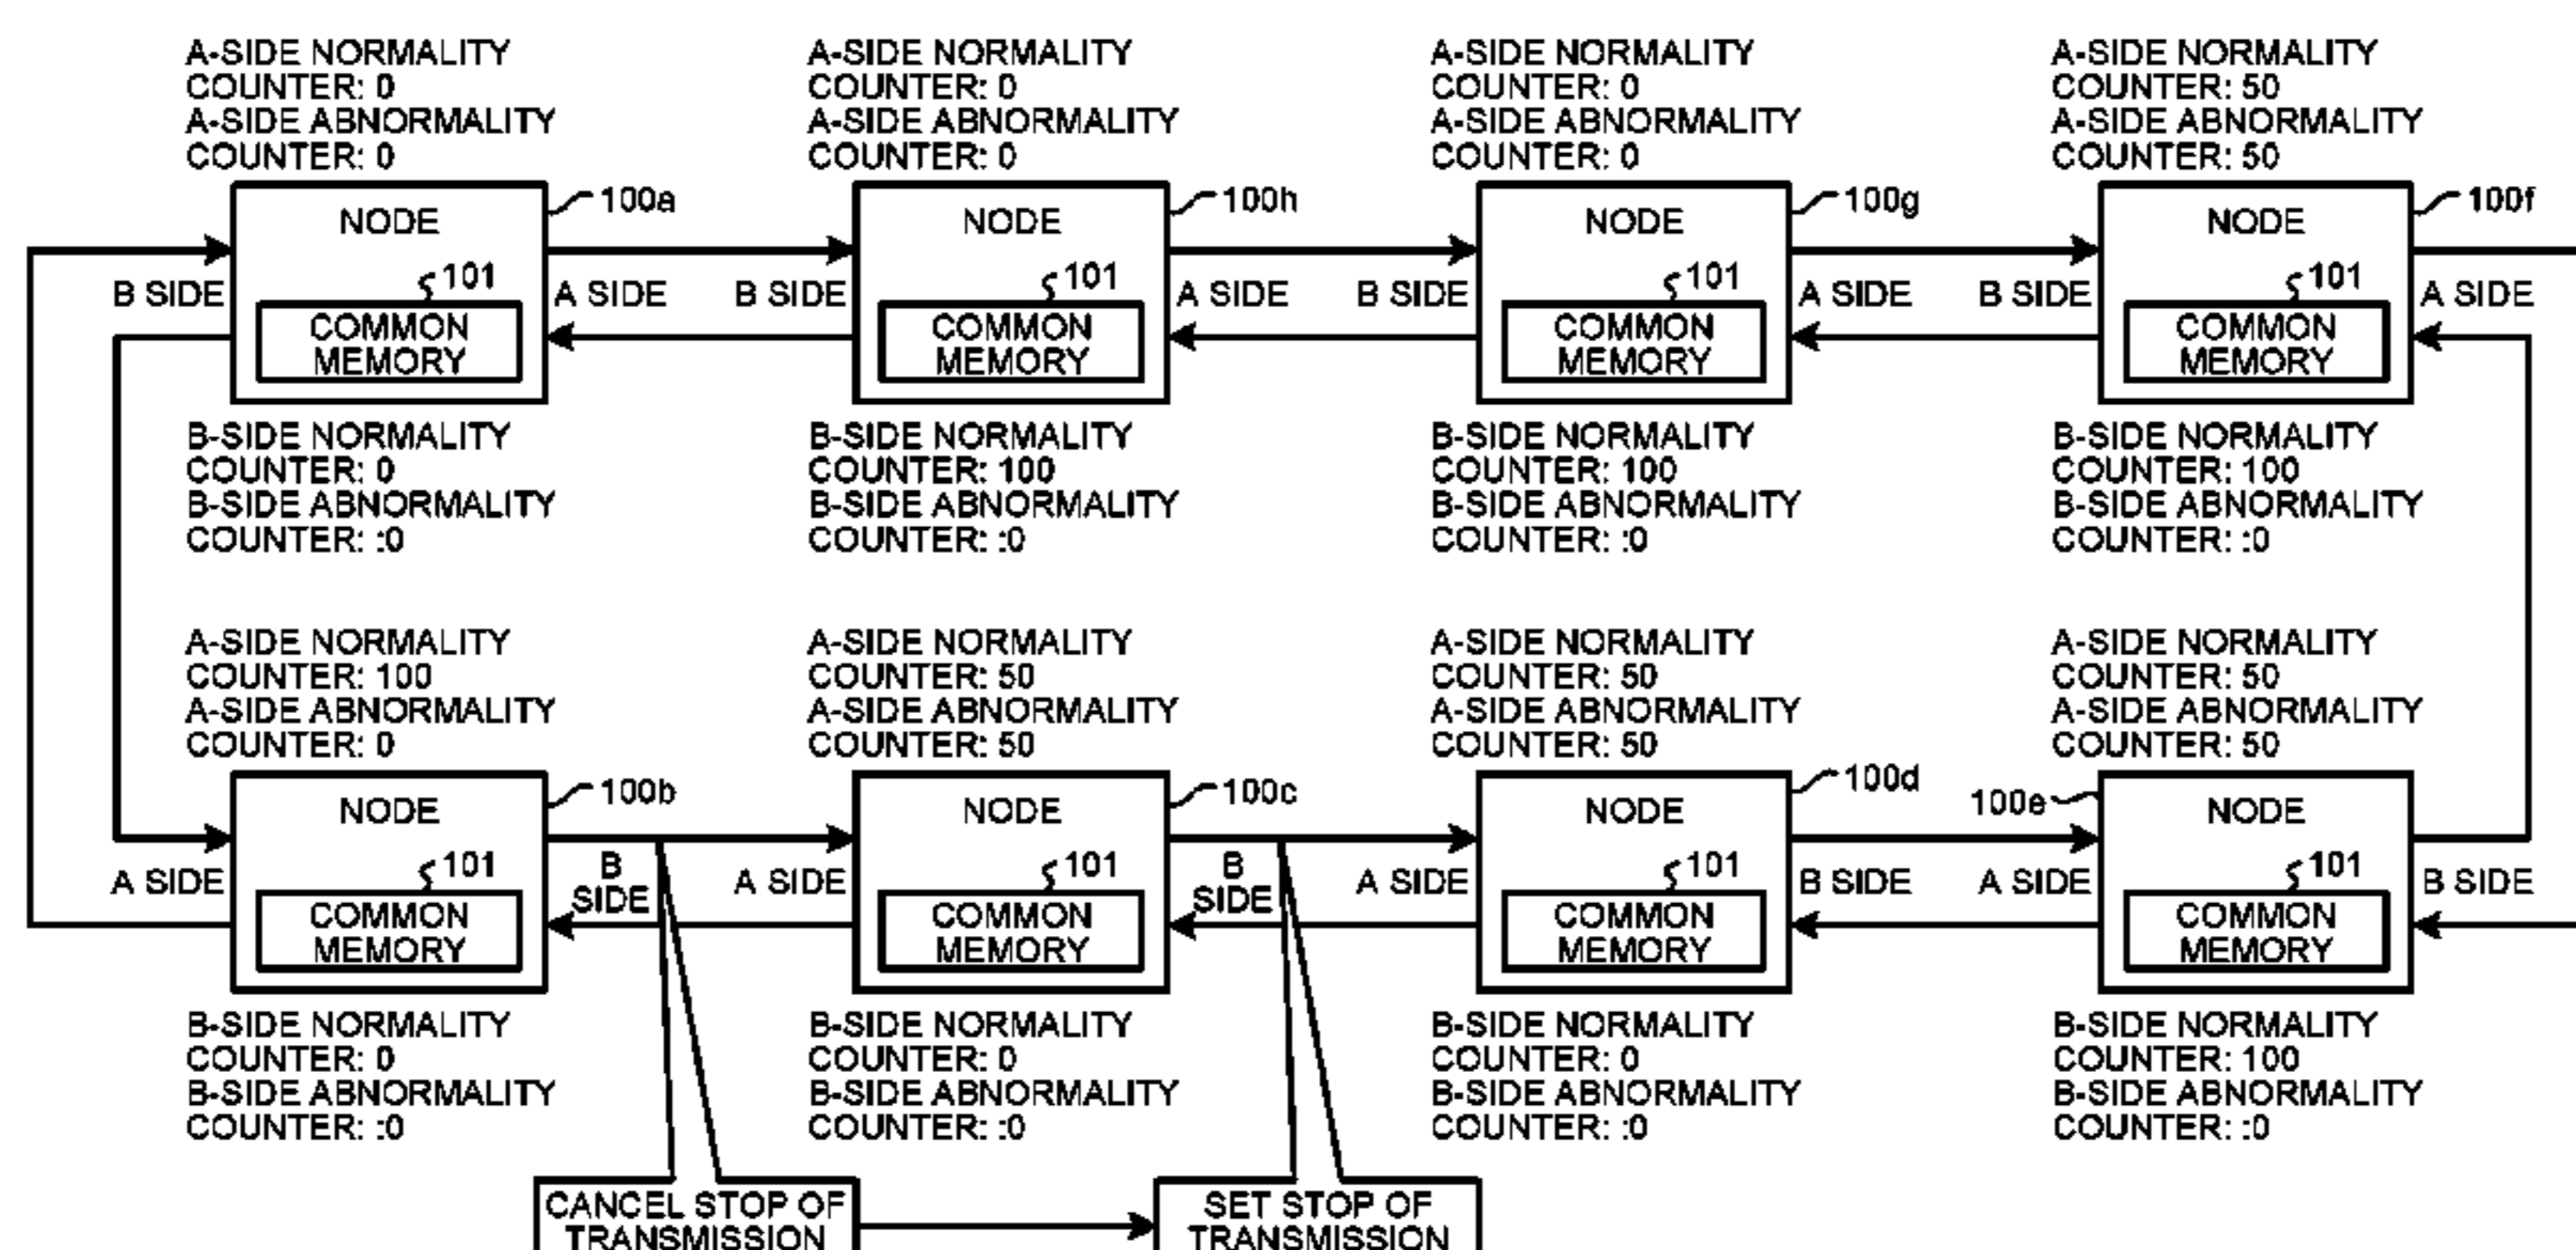 A-SIDE NORMALITY
COUNTER: 0
A-SIDE ABNORMALITY
COUNTER: 0
A-SIDE NORMALITY
COUNTER: 0
A-SIDE ABNORMALITY
COUNTER: 0
A-SIDE NORMALITY
COUNTER: 0
A-SIDE ABNORMALITY
COUNTER: 0
A-SIDE NORMALITY
COUNTER: 50
A-SIDE ABNORMALITY
COUNTER: 50
NODE
100a
B SIDE
101
COMMON
MEMORY
A SIDE
NODE
100h
B SIDE
101
COMMON
MEMORY
A SIDE
NODE
100g
B SIDE
101
COMMON
MEMORY
A SIDE
NODE
100f
B SIDE
101
COMMON
MEMORY
A SIDE
B-SIDE NORMALITY
COUNTER: 0
B-SIDE ABNORMALITY
COUNTER: :0
B-SIDE NORMALITY
COUNTER: 100
B-SIDE ABNORMALITY
COUNTER: :0
B-SIDE NORMALITY
COUNTER: 100
B-SIDE ABNORMALITY
COUNTER: :0
B-SIDE NORMALITY
COUNTER: 100
B-SIDE ABNORMALITY
COUNTER: :0
A-SIDE NORMALITY
COUNTER: 100
A-SIDE ABNORMALITY
COUNTER: 0
A-SIDE NORMALITY
COUNTER: 50
A-SIDE ABNORMALITY
COUNTER: 50
A-SIDE NORMALITY
COUNTER: 50
A-SIDE ABNORMALITY
COUNTER: 50
A-SIDE NORMALITY
COUNTER: 50
A-SIDE ABNORMALITY
COUNTER: 50
NODE
100b
A SIDE
101
COMMON
MEMORY
B
SIDE
NODE
100c
A SIDE
101
COMMON
MEMORY
B
SIDE
NODE
100d
A SIDE
101
COMMON
MEMORY
B SIDE
NODE
100e
A SIDE
101
COMMON
MEMORY
B SIDE
B-SIDE NORMALITY
COUNTER: 0
B-SIDE ABNORMALITY
COUNTER: :0
B-SIDE NORMALITY
COUNTER: 0
B-SIDE ABNORMALITY
COUNTER: :0
B-SIDE NORMALITY
COUNTER: 0
B-SIDE ABNORMALITY
COUNTER: :0
B-SIDE NORMALITY
COUNTER: 100
B-SIDE ABNORMALITY
COUNTER: :0
CANCEL STOP OF
TRANSMISSION
SET STOP OF
TRANSMISSION